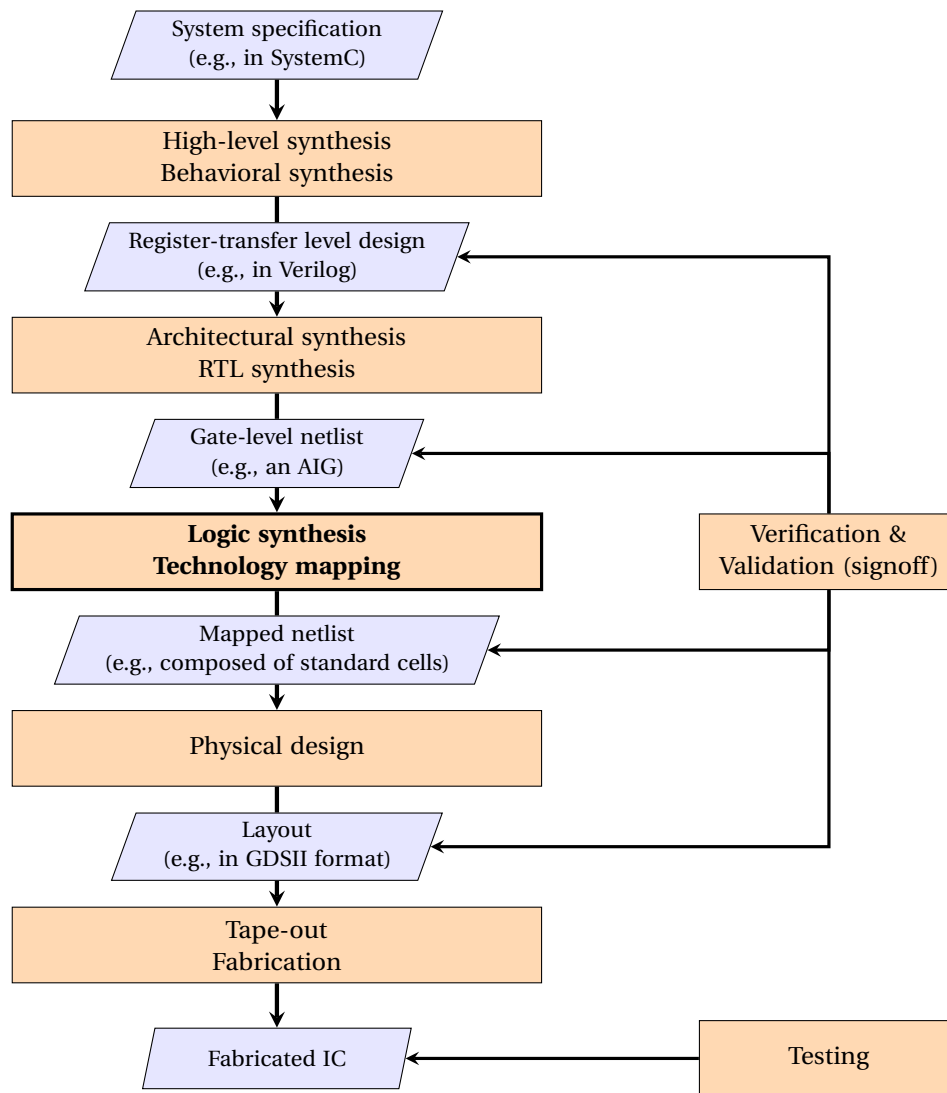 System specification
(e.g., in SystemC)
High-level synthesis
Behavioral synthesis
Register-transfer level design
(e.g., in Verilog)
Architectural synthesis
RTL synthesis
Gate-level netlist
(e.g., an AIG)
Logic synthesis
Technology mapping
Verification &
Validation (signoff)
Mapped netlist
(e.g., composed of standard cells)
Physical design
Layout
(e.g., in GDSII format)
Tape-out
Fabrication
Fabricated IC
Testing